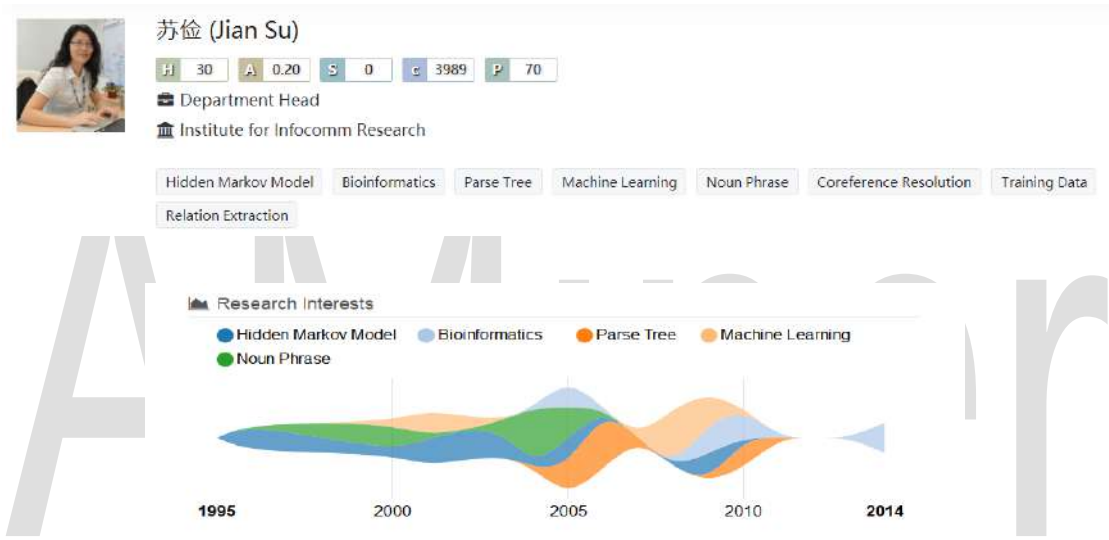 苏俭 (Jian Su)
H 30 A 0.20 S 0 c 3989 P 70
Department Head
Institute for Infocomm Research
Hidden Markov Model Bioinformatics Parse Tree Machine Learning Noun Phrase Coreference Resolution Training Data
Relation Extraction
Research Interests
Hidden Markov Model Bioinformatics Parse Tree Machine Learning
Noun Phrase
1995 2000 2005 2010 2014